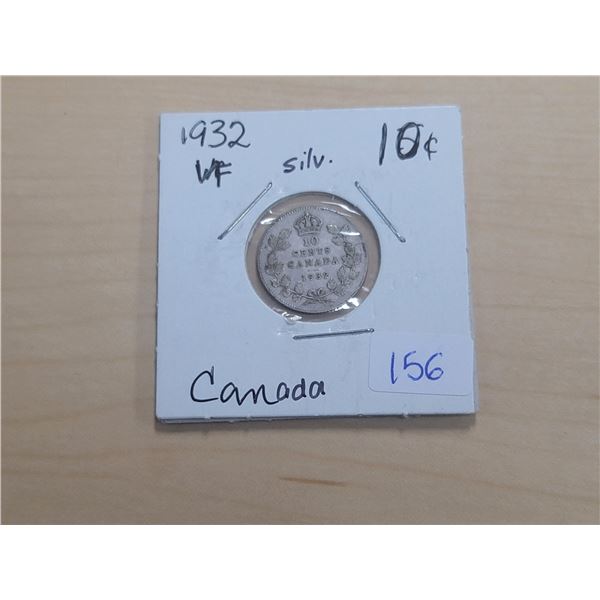 1932 10¢
VF silv.
10
CENTS
CANADA
1932
Canada
156